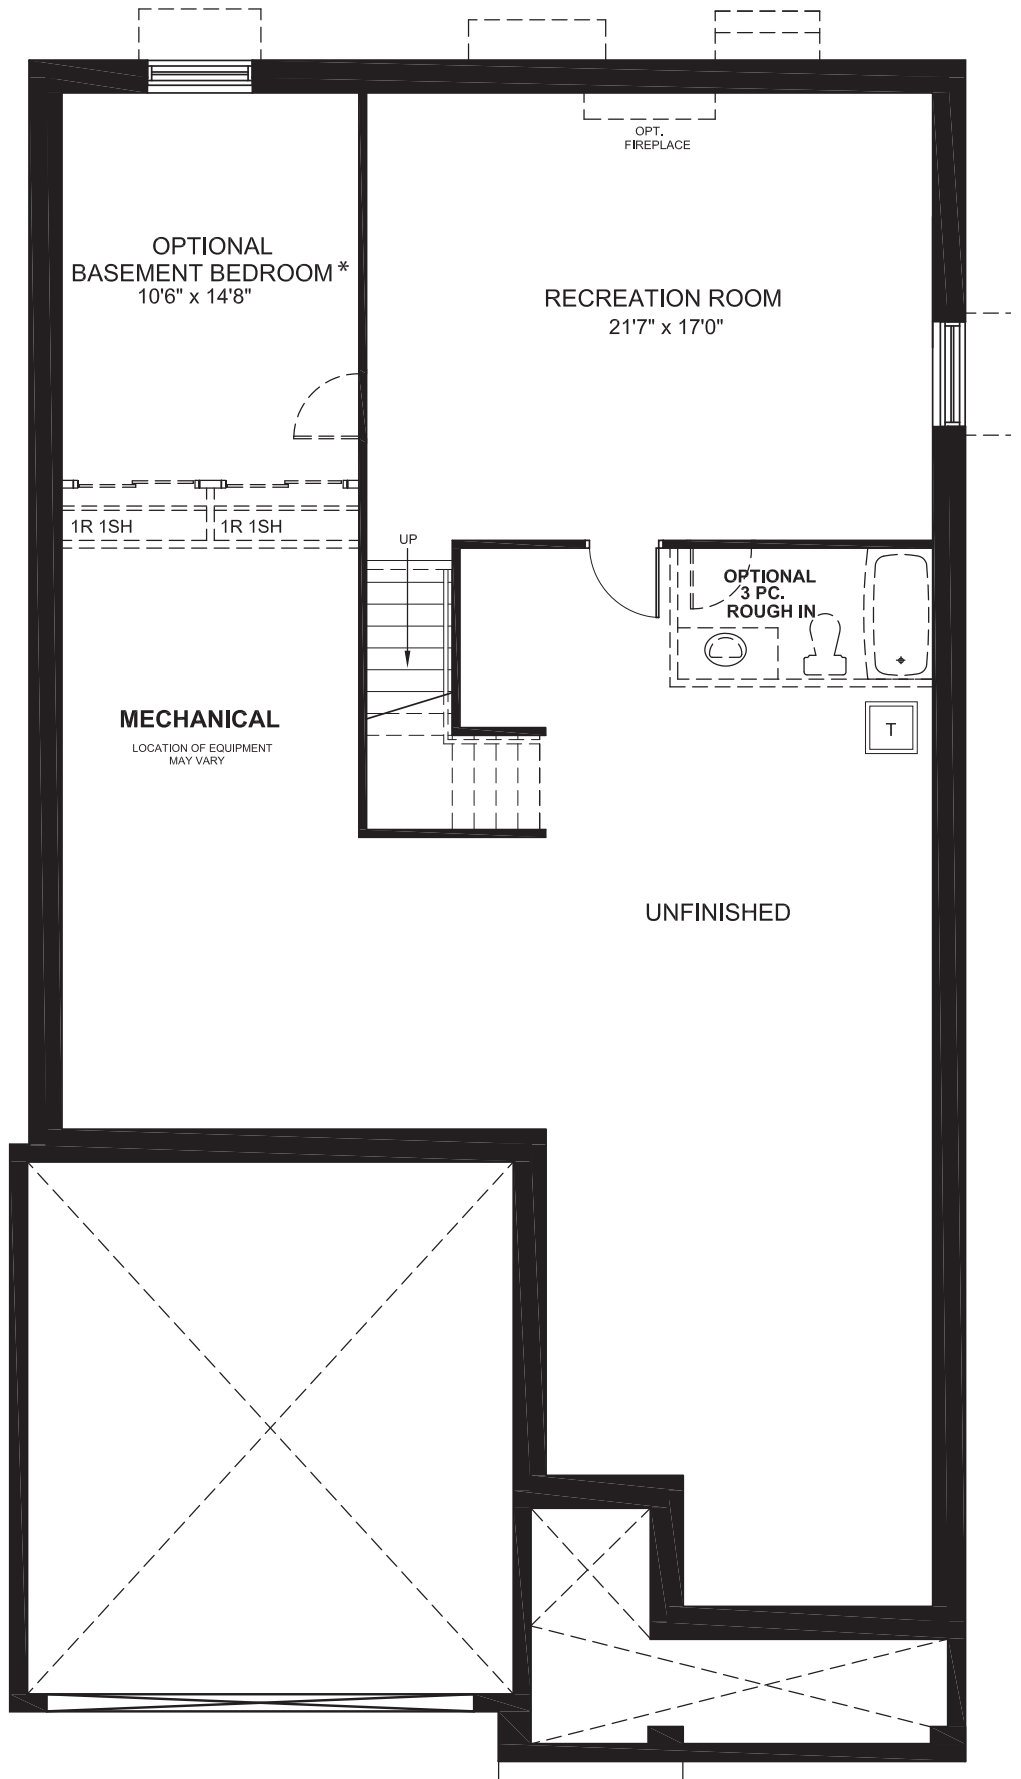 OPT.
FIREPLACE
OPTIONAL
BASEMENT BEDROOM*
10'6" x 14'8"
RECREATION ROOM
21'7" x 17'0"
1R 1SH
1R 1SH
UP
OPTIONAL
3 PC.
ROUGH IN
MECHANICAL
LOCATION OF EQUIPMENT
MAY VARY
T
UNFINISHED